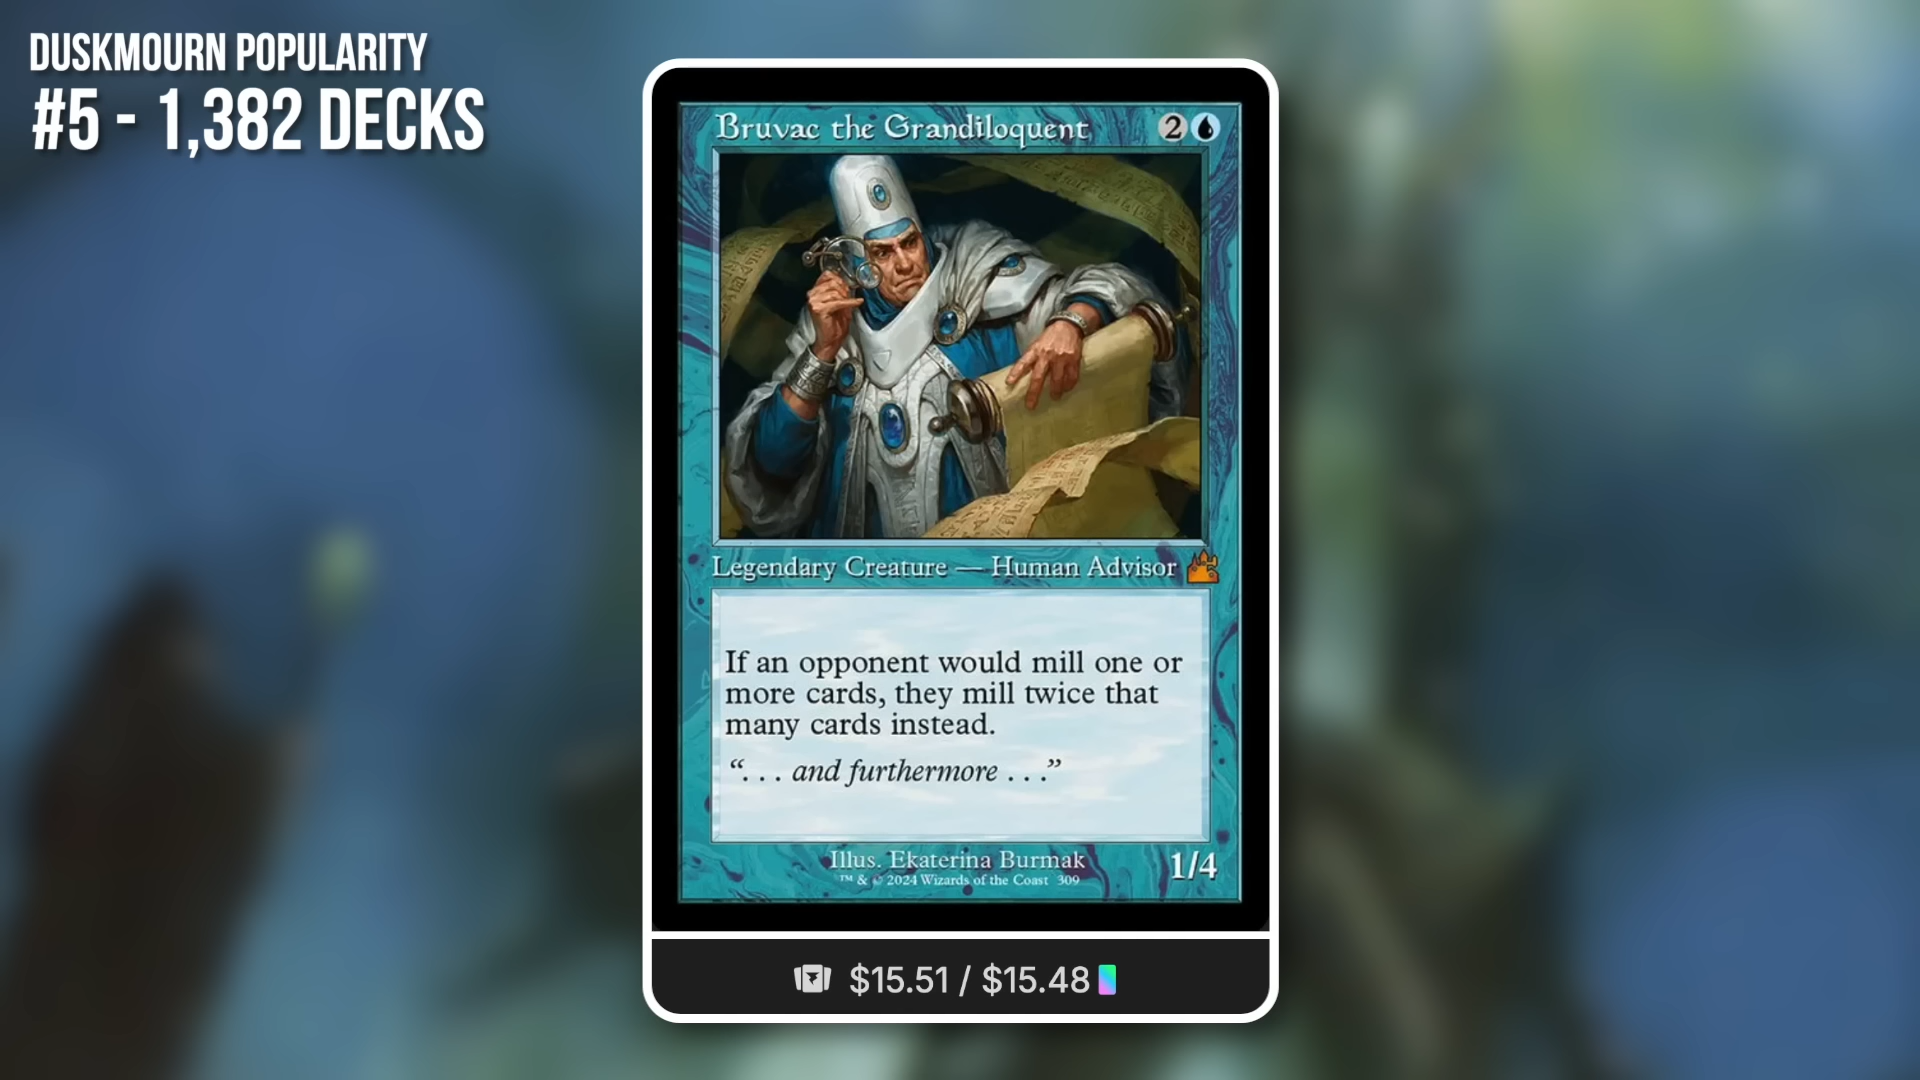 DUSKMOURN POPULARITY
#5 - 1,382 DECKS
Bruvac the Grandiloquent 2
Legendary Creature — Human Advisor
If an opponent would mill one or
more cards, they mill twice that
many cards instead.
“. . . and furthermore . . .”
Illus. Ekaterina Burmak
™ & © 2024 Wizards of the Coast 309
1/4
$15.51 / $15.48